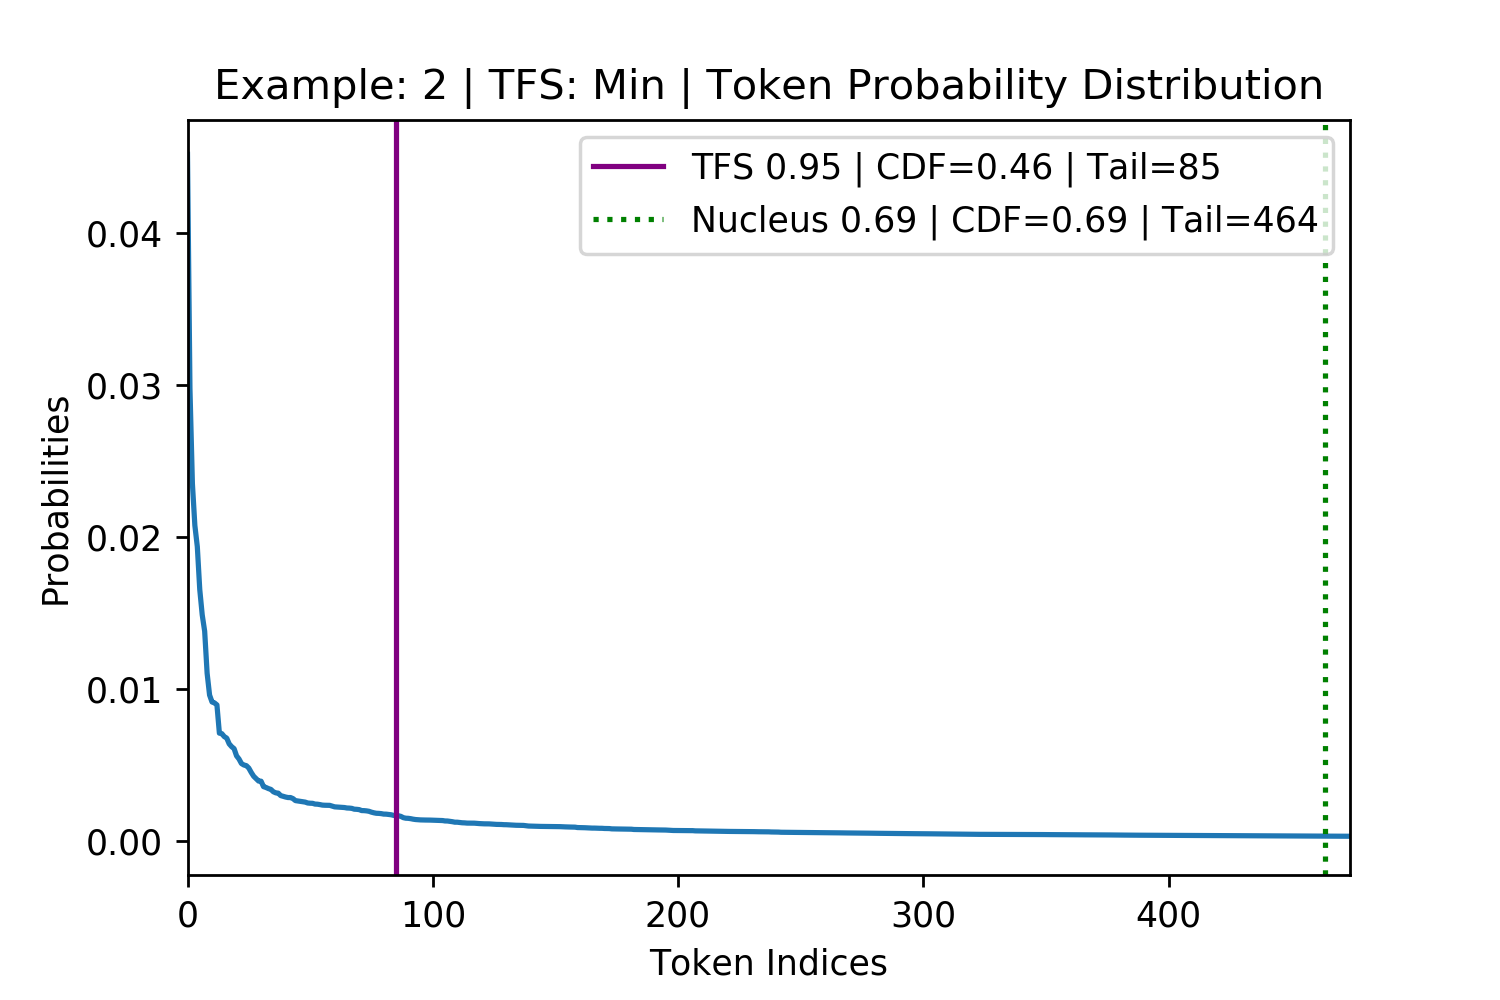 Example: 2 | TFS: Min | Token Probability Distribution
TFS 0.95 | CDF=0.46 | Tail=85
Nucleus 0.69 | CDF=0.69 | Tail=464
0.04
0.03
0.02
0.01
0.00
Probabilities
0 100 200 300 400
Token Indices